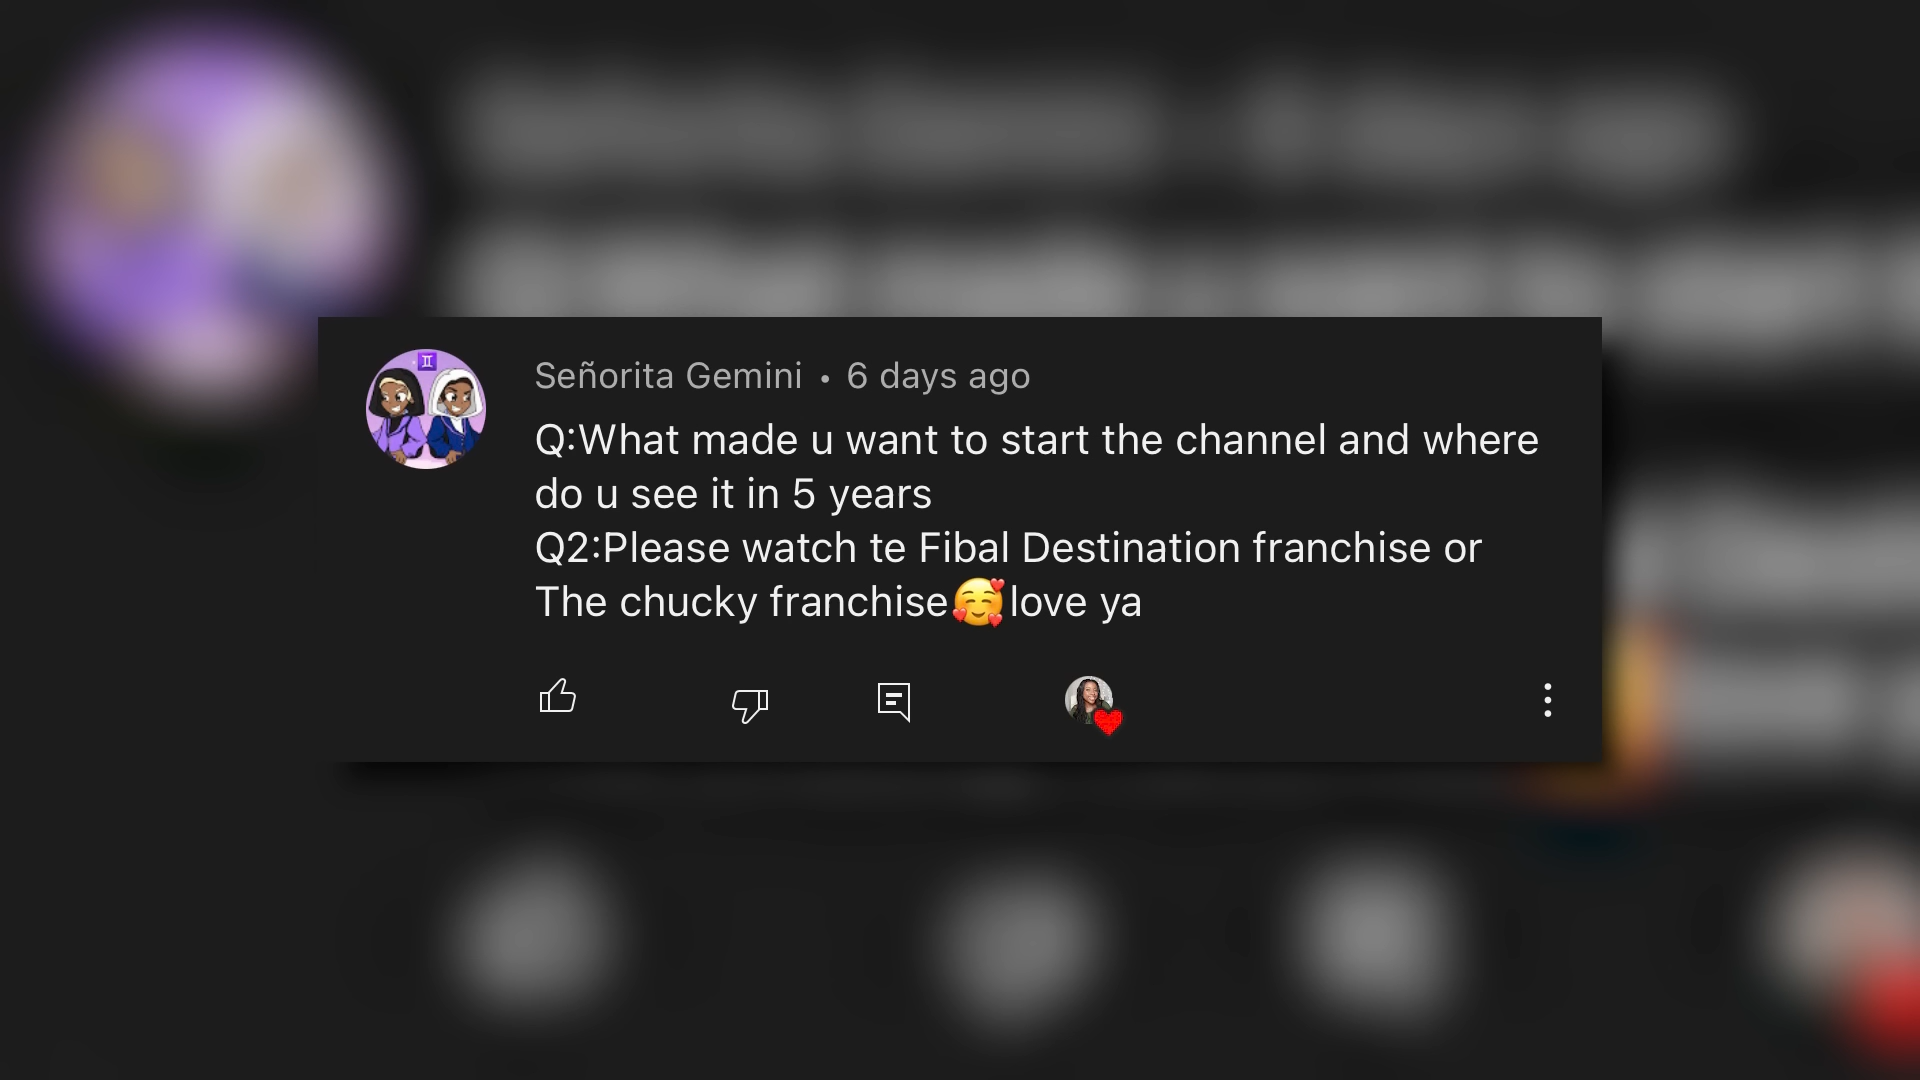 Señorita Gemini • 6 days ago
Q:What made u want to start the channel and where
do u see it in 5 years
Q2:Please watch te Fibal Destination franchise or
The chucky franchise🥰love ya